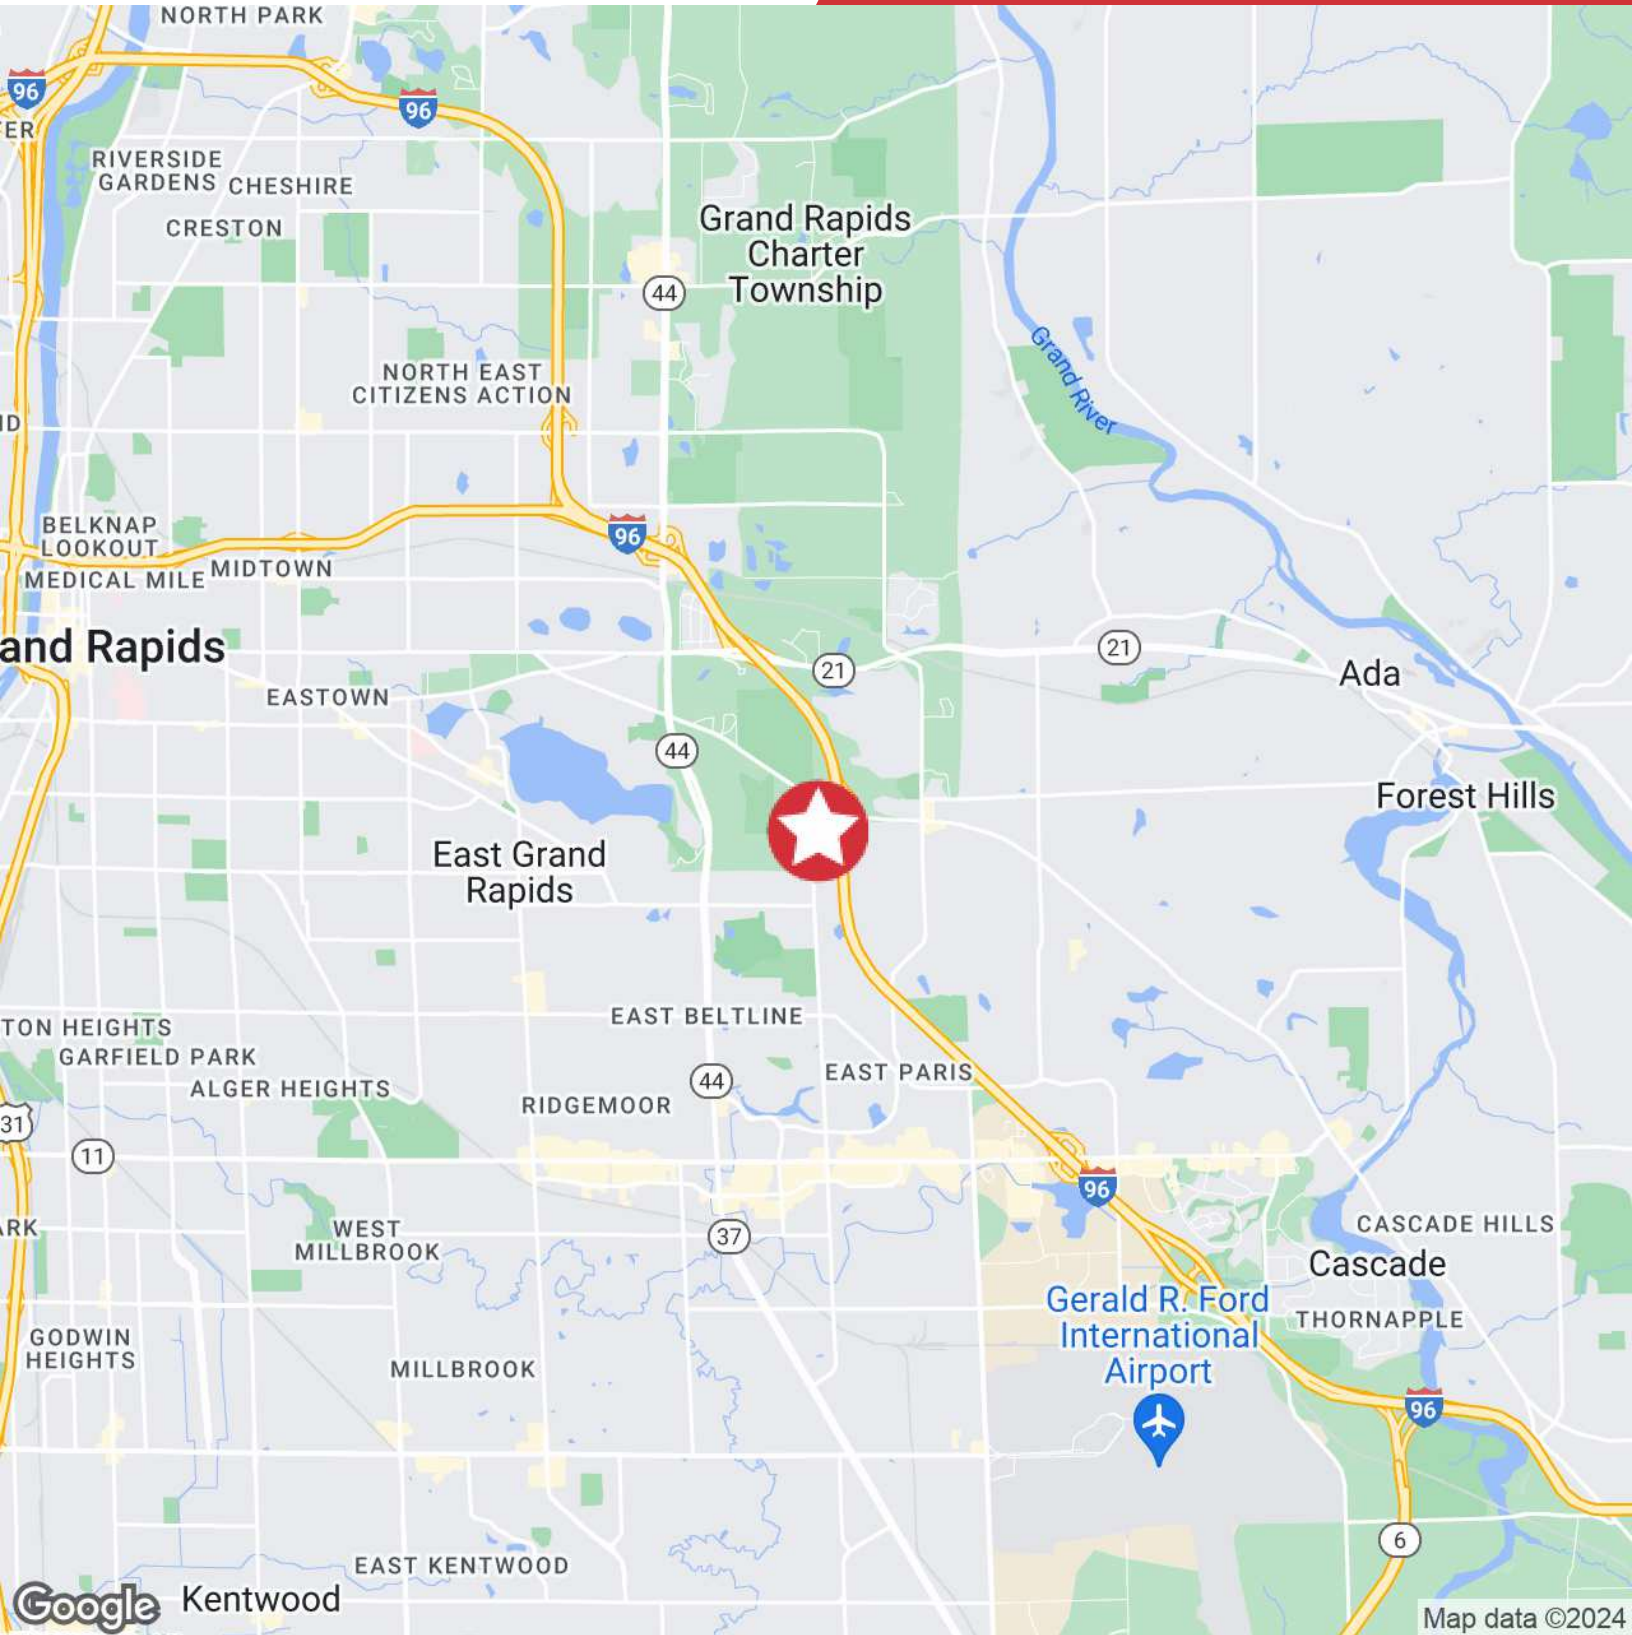 NORTH PARK
96
96
FER
RIVERSIDE
GARDENS
CHESHIRE
CRESTON
Grand Rapids
Charter
Township
44
Grand River
NORTH EAST
CITIZENS ACTION
ID
BELKNAP
LOOKOUT
96
MEDICAL MILE
MIDTOWN
and Rapids
21
21
Ada
EASTOWN
44
Forest Hills
East Grand
Rapids
EAST BELTLINE
TON HEIGHTS
GARFIELD PARK
EAST PARIS
ALGER HEIGHTS
44
RIDGEMOOR
31
11
96
ARK
WEST
MILLBROOK
37
CASCADE HILLS
Cascade
Gerald R. Ford
International
Airport
THORNAPPLE
GODWIN
HEIGHTS
MILLBROOK
96
6
EAST KENTWOOD
Google
Kentwood
Map data ©2024